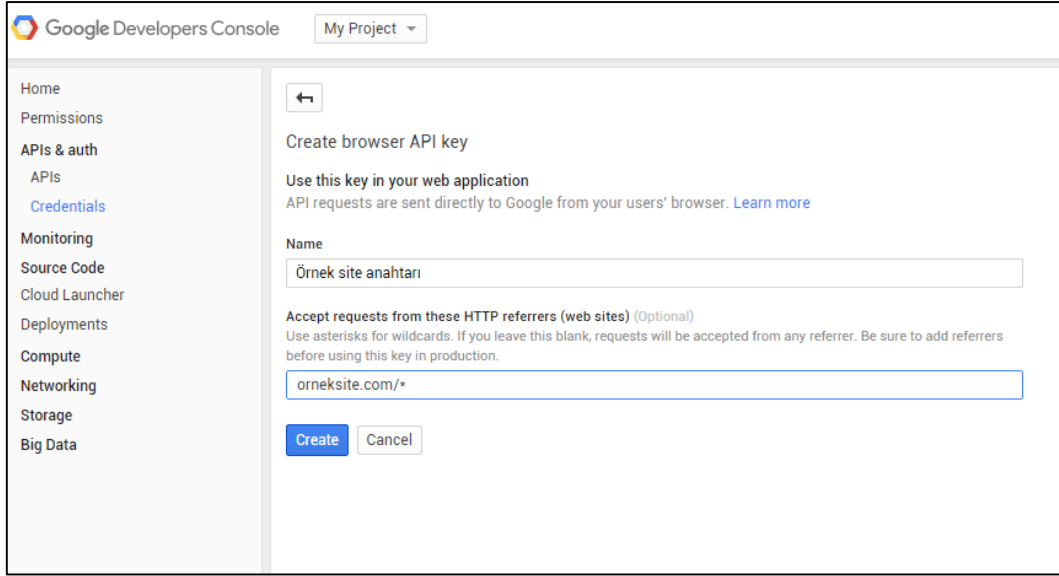 Google Developers Console
My Project
Home
Permissions
APIs & auth
APIs
Credentials
Monitoring
Source Code
Cloud Launcher
Deployments
Compute
Networking
Storage
Big Data
Create browser API key
Use this key in your web application
API requests are sent directly to Google from your users' browser. Learn more
Name
Örnek site anahtarı
Accept requests from these HTTP referrers (web sites) (Optional)
Use asterisks for wildcards. If you leave this blank, requests will be accepted from any referrer. Be sure to add referrers
before using this key in production.
orneksite.com/*
Create
Cancel